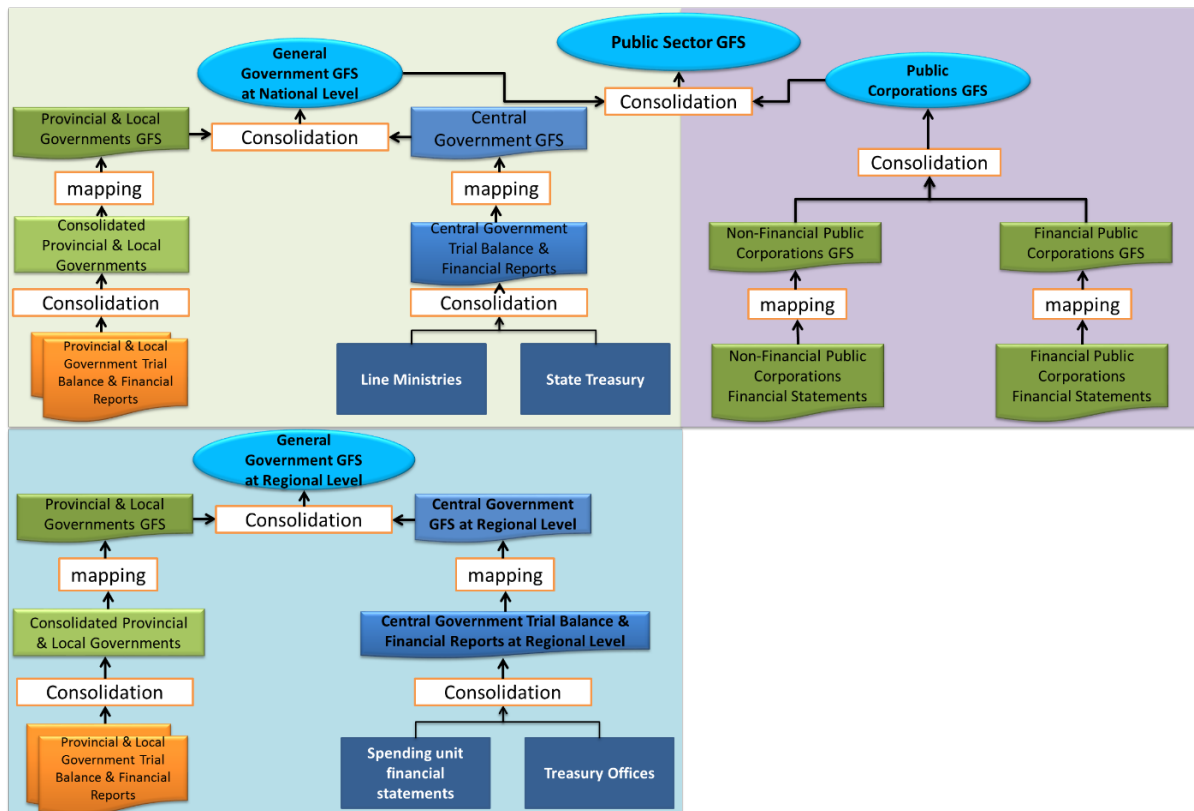 General
Government GFS
at National Level
Public Sector GFS
Public
Corporations GFS
Consolidation
Provincial & Local
Governments GFS
Consolidation
Central
Government GFS
Consolidation
mapping
mapping
Consolidated
Provincial & Local
Governments
Central Government
Trial Balance &
Financial Reports
Non-Financial Public
Corporations GFS
Financial Public
Corporations GFS
Consolidation
Consolidation
mapping
mapping
Provincial & Local
Government Trial
Balance & Financial
Reports
Line Ministries
State Treasury
Non-Financial Public
Corporations
Financial Statements
Financial Public
Corporations
Financial Statements
General
Government GFS
at Regional Level
Provincial & Local
Governments GFS
Consolidation
Central Government
GFS at Regional Level
mapping
mapping
Consolidated Provincial
& Local Governments
Central Government Trial Balance &
Financial Reports at Regional Level
Consolidation
Consolidation
Provincial & Local
Government Trial
Balance & Financial
Reports
Spending unit
financial
statements
Treasury Offices